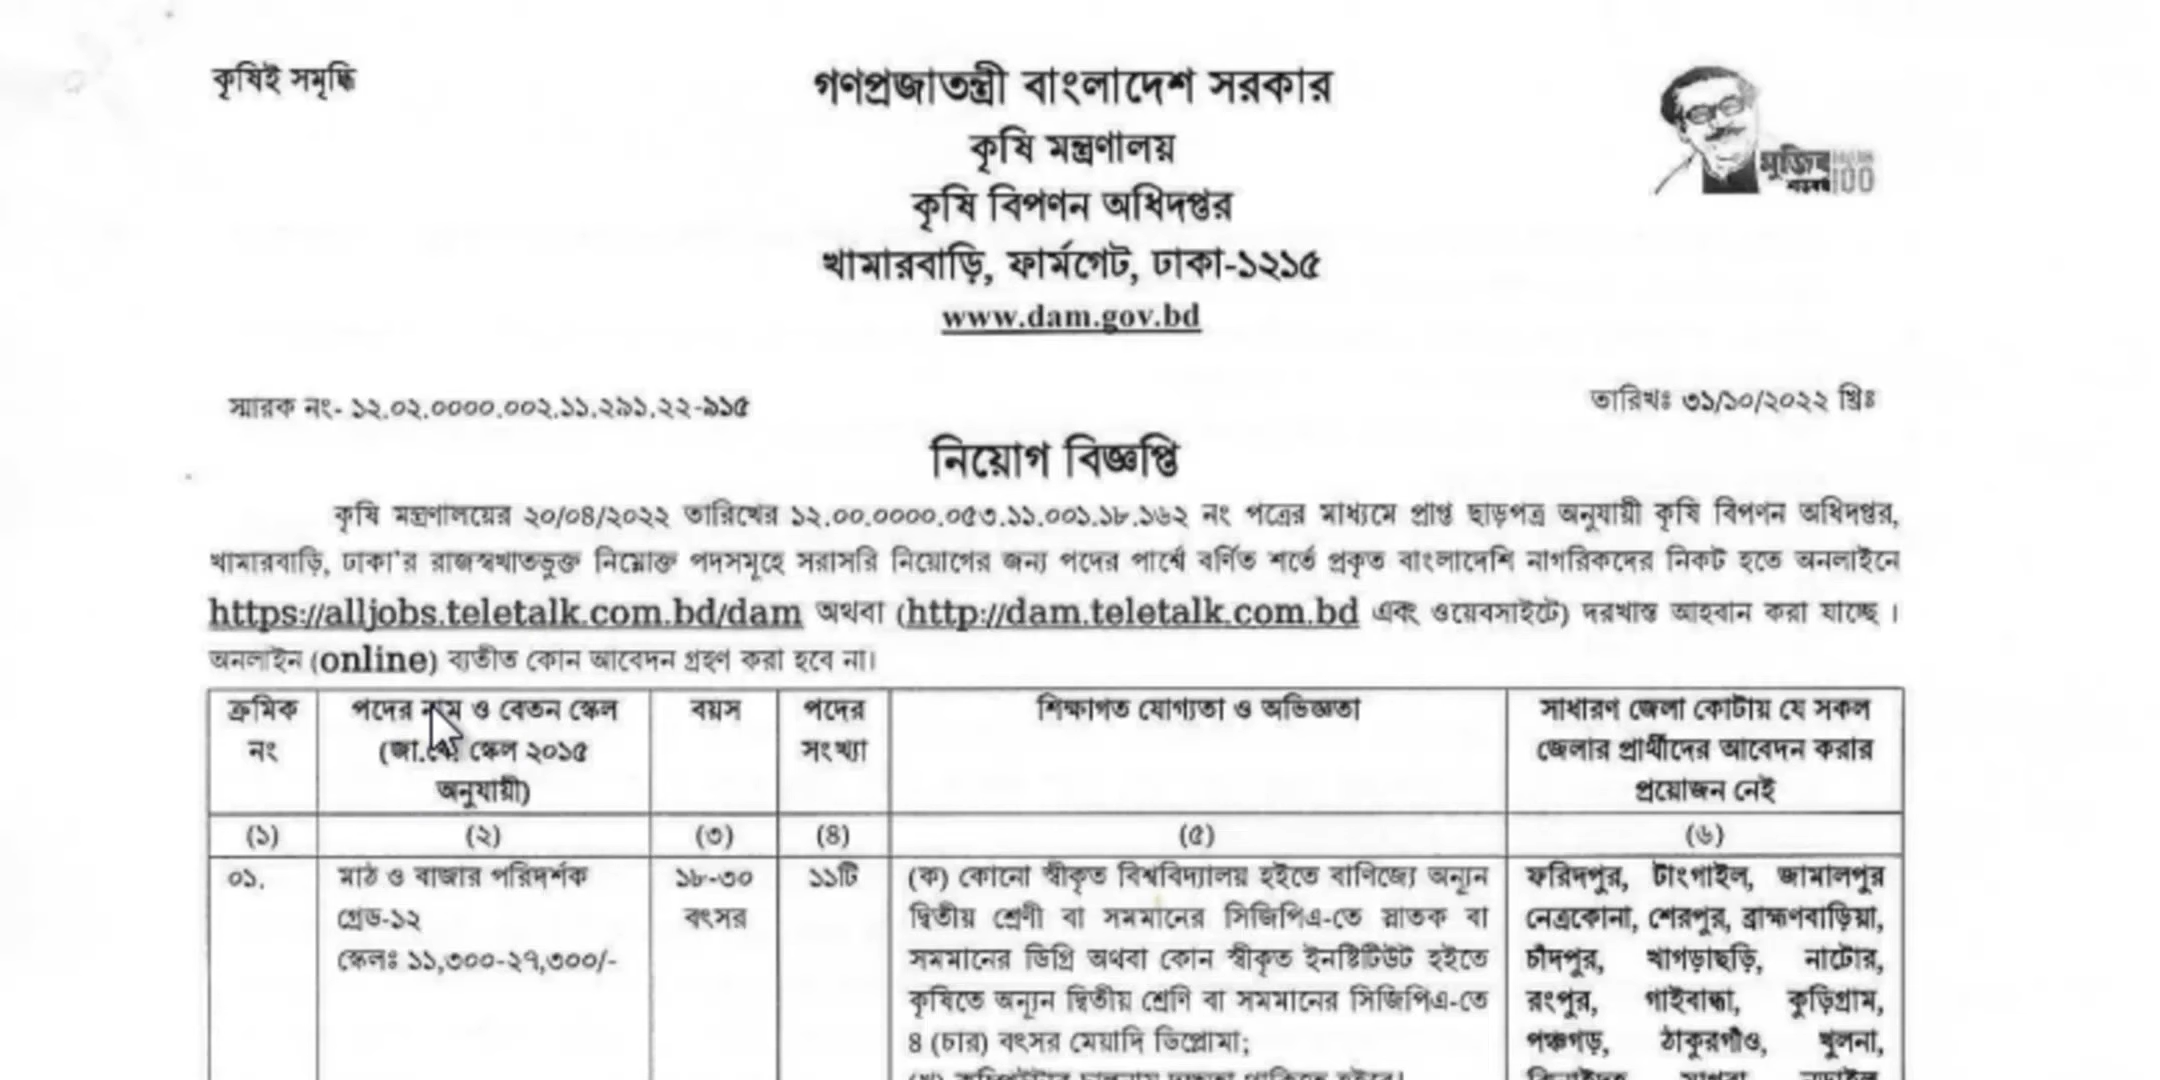 কৃষিই সমৃদ্ধি
গণপ্রজাতন্ত্রী বাংলাদেশ সরকার
কৃষি মন্ত্রণালয়
কৃষি বিপণন অধিদপ্তর
খামারবাড়ি, ফার্মগেট, ঢাকা-১২১৫
www.dam.gov.bd
মুজিব
শতবর্ষ 100
স্মারক নং- ১২.০২.০০০০.০০২.১১.২৯১.২২-৯১৫
তারিখঃ ৩১/১০/২০২২ খ্রিঃ
নিয়োগ বিজ্ঞপ্তি
কৃষি মন্ত্রণালয়ের ২০/০৪/২০২২ তারিখের ১২.০০.০০০০.০৫৩.১১.০০১.১৮.১৬২ নং পত্রের মাধ্যমে প্রাপ্ত ছাড়পত্র অনুযায়ী কৃষি বিপণন অধিদপ্তর,
খামারবাড়ি, ঢাকা'র রাজস্বখাতভুক্ত নিম্নোক্ত পদসমূহে সরাসরি নিয়োগের জন্য পদের পার্শ্বে বর্ণিত শর্তে প্রকৃত বাংলাদেশি নাগরিকদের নিকট হতে অনলাইনে
https://alljobs.teletalk.com.bd/dam অথবা (http://dam.teletalk.com.bd এবং ওয়েবসাইটে) দরখাস্ত আহবান করা যাচ্ছে ।
অনলাইন (online) ব্যতীত কোন আবেদন গ্রহণ করা হবে না।
ক্রমিক
নং
পদের নাম ও বেতন স্কেল
(জা.বে. স্কেল ২০১৫
অনুযায়ী)
বয়স
পদের
সংখ্যা
শিক্ষাগত যোগ্যতা ও অভিজ্ঞতা
সাধারণ জেলা কোটায় যে সকল
জেলার প্রার্থীদের আবেদন করার
প্রয়োজন নেই
(১)
(২)
(৩)
(৪)
(৫)
(৬)
০১.
মাঠ ও বাজার পরিদর্শক
গ্রেড-১২
স্কেলঃ ১১,৩০০-২৭,৩০০/-
১৮-৩০
বৎসর
১১টি
(ক) কোনো স্বীকৃত বিশ্ববিদ্যালয় হইতে বাণিজ্যে অন্যূন
দ্বিতীয় শ্রেণী বা সমমানের সিজিপিএ-তে স্নাতক বা
সমমানের ডিগ্রি অথবা কোন স্বীকৃত ইনষ্টিটিউট হইতে
কৃষিতে অন্যূন দ্বিতীয় শ্রেণি বা সমমানের সিজিপিএ-তে
৪ (চার) বৎসর মেয়াদি ডিপ্লোমা;
ফরিদপুর, টাংগাইল, জামালপুর
নেত্রকোনা, শেরপুর, ব্রাহ্মণবাড়িয়া,
চাঁদপুর, খাগড়াছড়ি, নাটোর,
রংপুর, গাইবান্ধা, কুড়িগ্রাম,
পঞ্চগড়, ঠাকুরগাঁও, খুলনা,